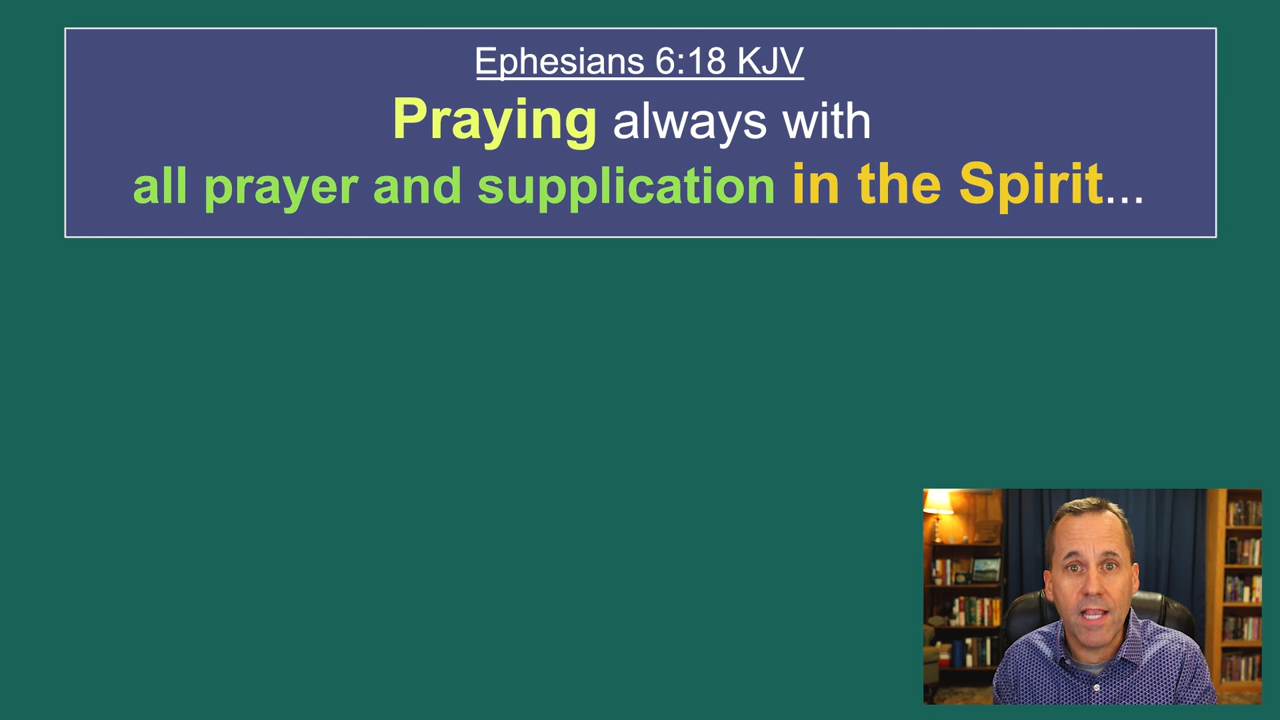 Ephesians 6:18 KJV
Praying always with
all prayer and supplication in the Spirit...